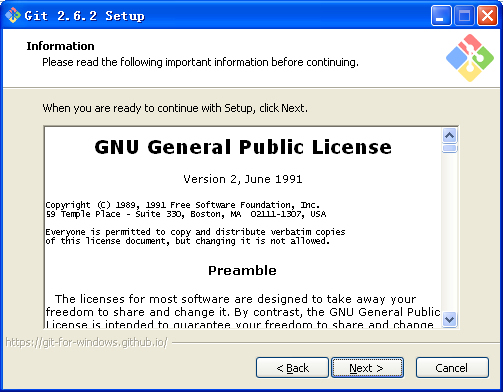 Git 2.6.2 Setup
Information
Please read the following important information before continuing.
When you are ready to continue with Setup, click Next.
GNU General Public License
Version 2, June 1991
Copyright (C) 1989, 1991 Free Software Foundation, Inc.
59 Temple Place - Suite 330, Boston, MA  02111-1307, USA
Everyone is permitted to copy and distribute verbatim copies
of this license document, but changing it is not allowed.
Preamble
The licenses for most software are designed to take away your
freedom to share and change it. By contrast, the GNU General Public
License is intended to guarantee your freedom to share and change
https://git-for-windows.github.io/
< Back
Next >
Cancel